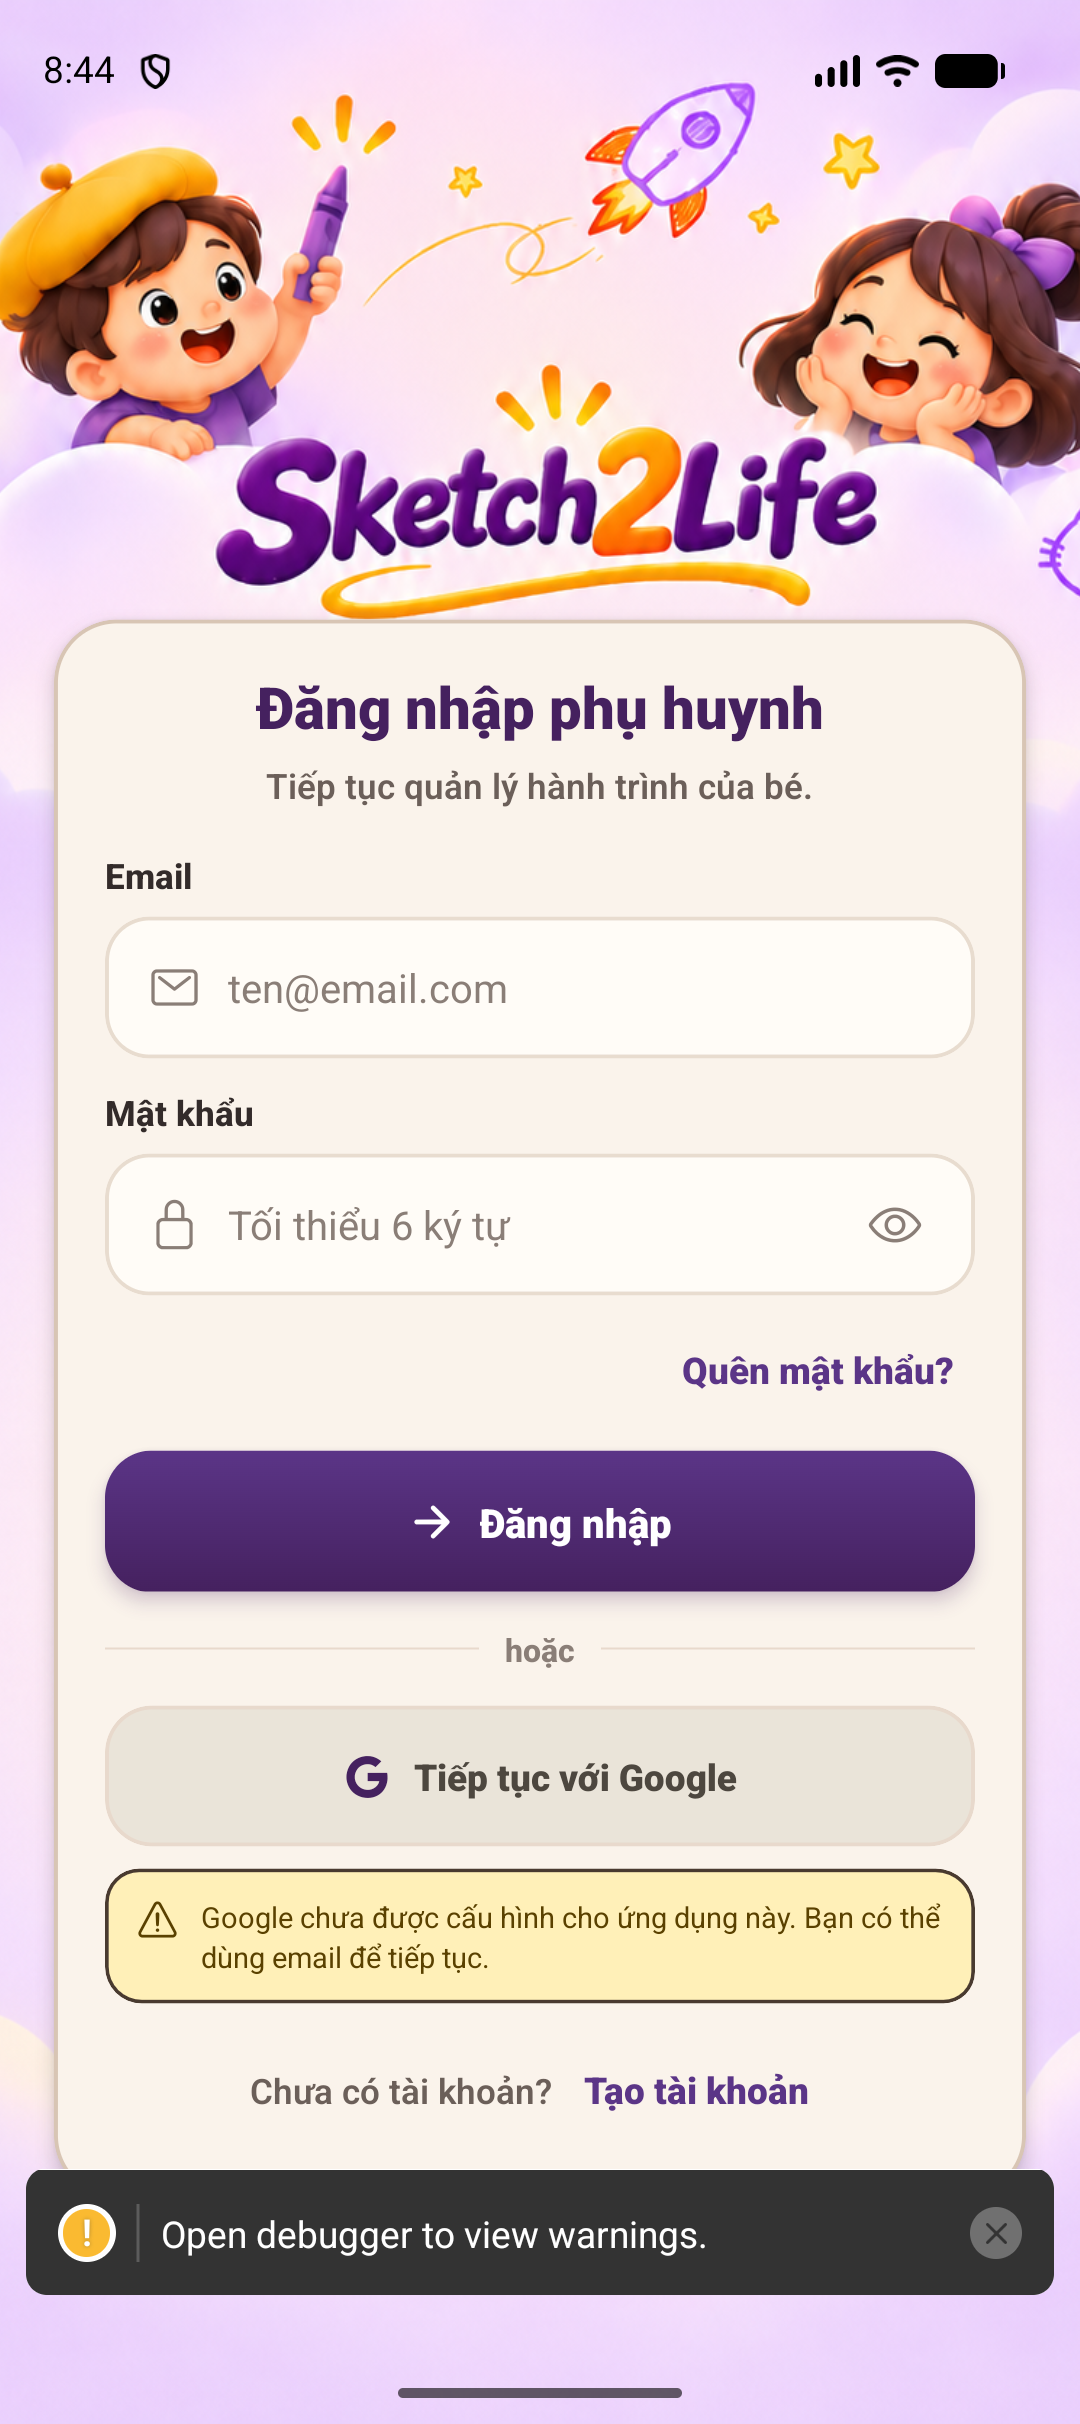 8:44
Sketch2Life
Đăng nhập phụ huynh
Tiếp tục quản lý hành trình của bé.
Email
ten@email.com
Mật khẩu
Tối thiểu 6 ký tự
Quên mật khẩu?
Đăng nhập
hoặc
Tiếp tục với Google
Google chưa được cấu hình cho ứng dụng này. Bạn có thể
dùng email để tiếp tục.
Chưa có tài khoản? Tạo tài khoản
Open debugger to view warnings.